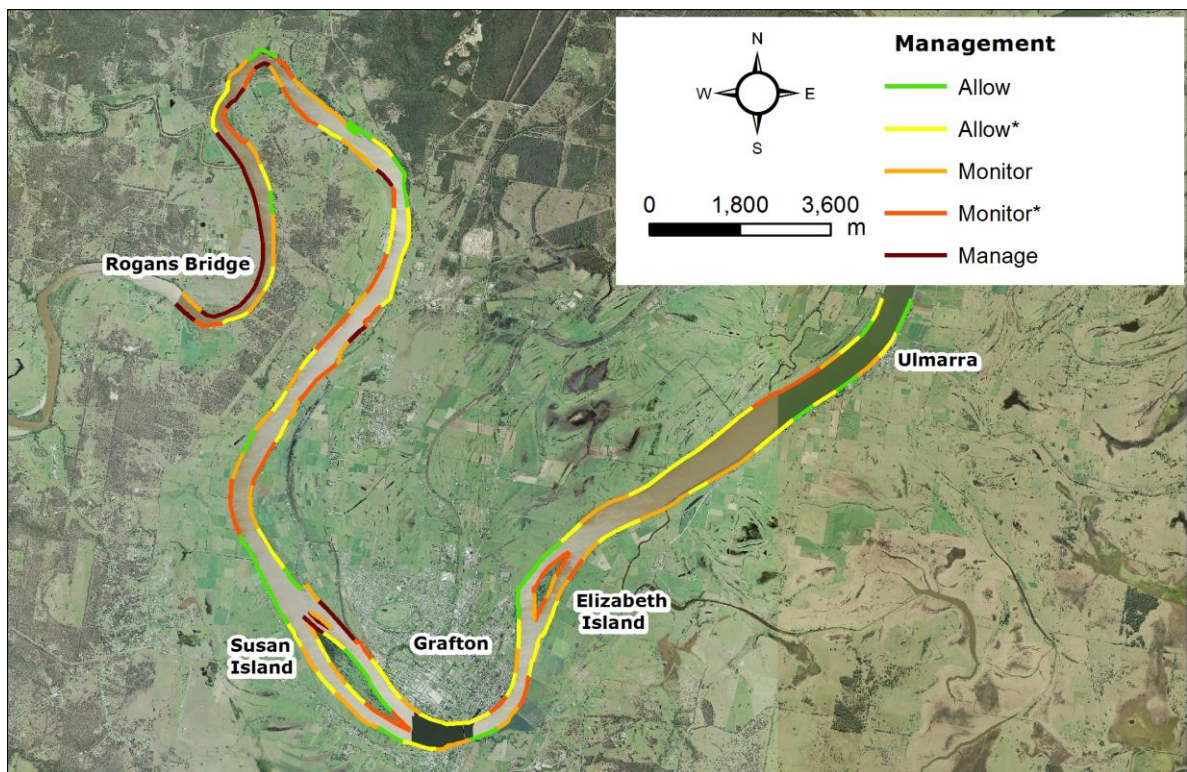 N
W
E
S
0
1,800
3,600
m
Management
Allow
Allow*
Monitor
Monitor*
Manage
Rogans Bridge
Ulmarra
Elizabeth
Island
Grafton
Susan
Island